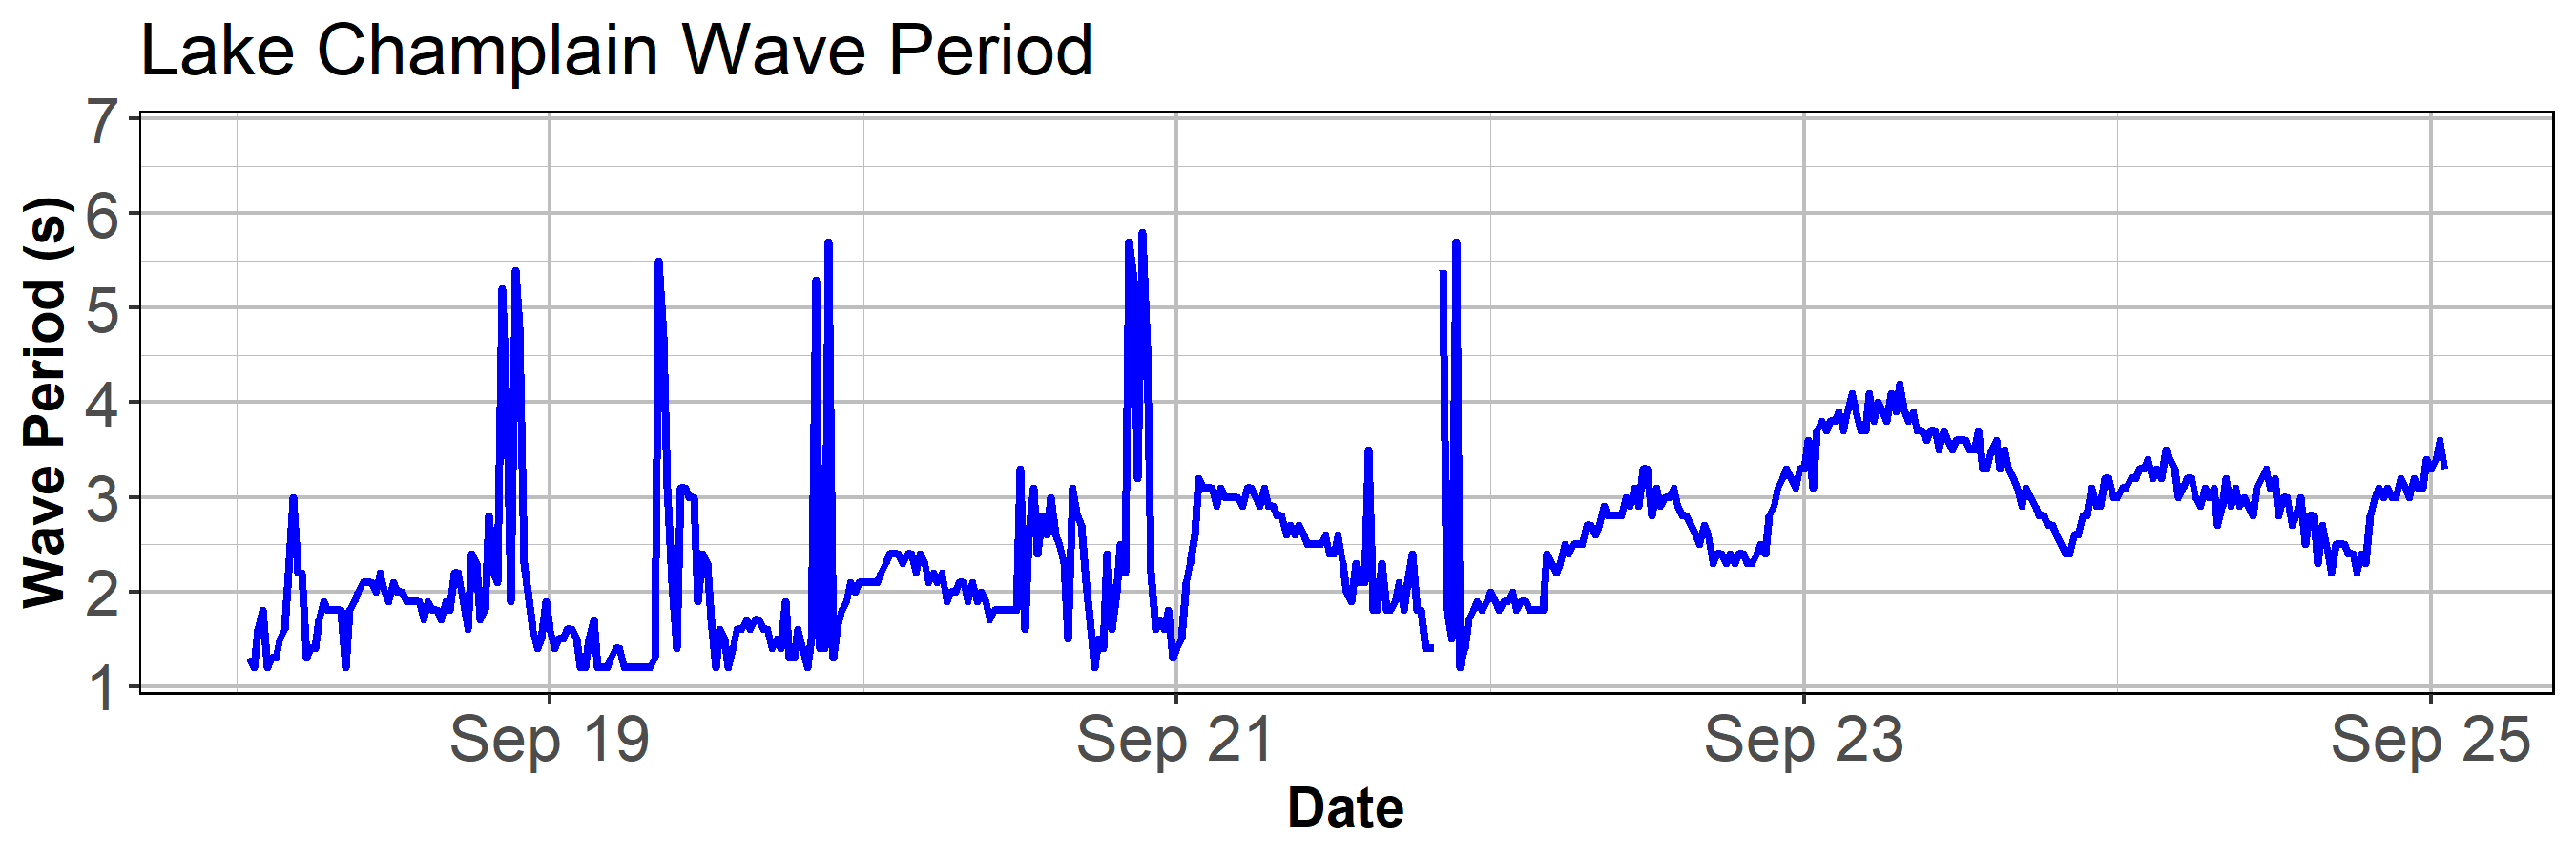 Lake Champlain Wave Period
Wave Period (s)
7
6
5
4
3
2
1
Sep 19
Sep 21
Sep 23
Sep 25
Date